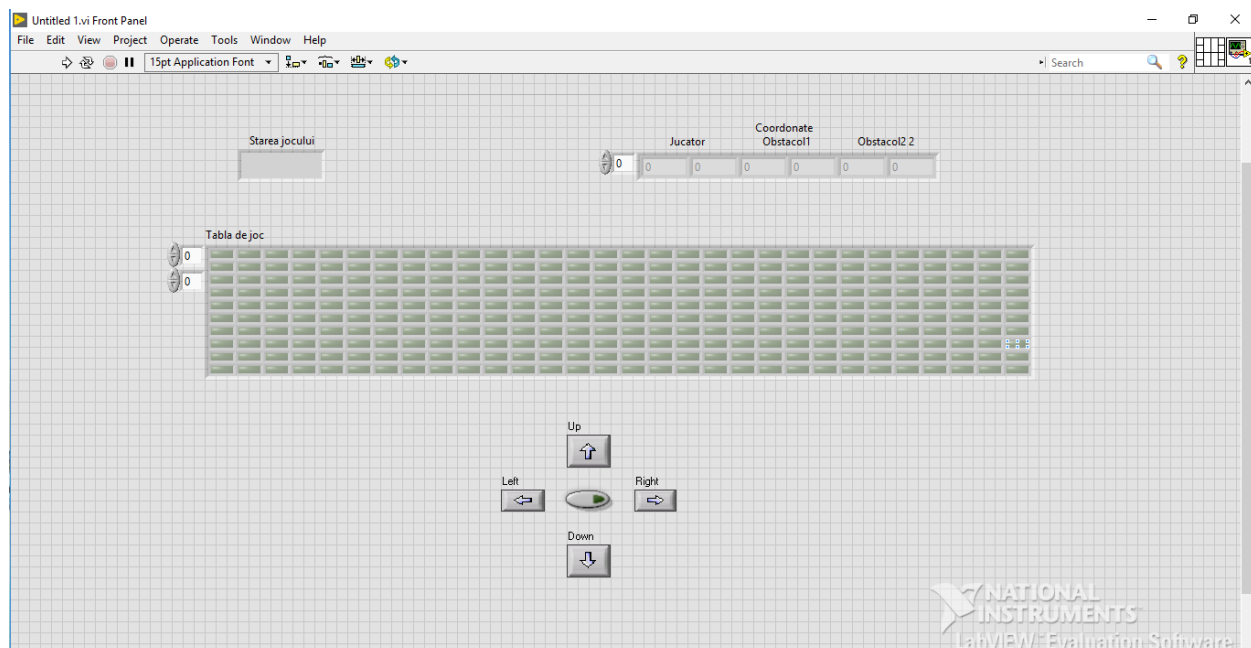 Untitled 1.vi Front Panel
File Edit View Project Operate Tools Window Help
15pt Application Font
Search
1
Starea jocului
Coordonate
Jucator Obstacol1 Obstacol2 2
0 0 0 0 0 0 0
Tabla de joc
0
0
Up
Left Right
Down
NATIONAL
INSTRUMENTS
LabVIEW Evaluation Software